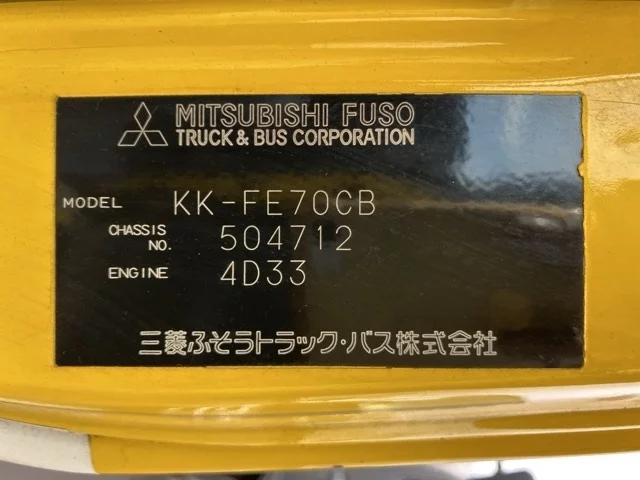 MITSUBISHI FUSO
TRUCK & BUS CORPORATION
MODEL KK-FE70CB
CHASSIS NO. 504712
ENGINE 4D33
三菱ふそうトラック・バス株式会社